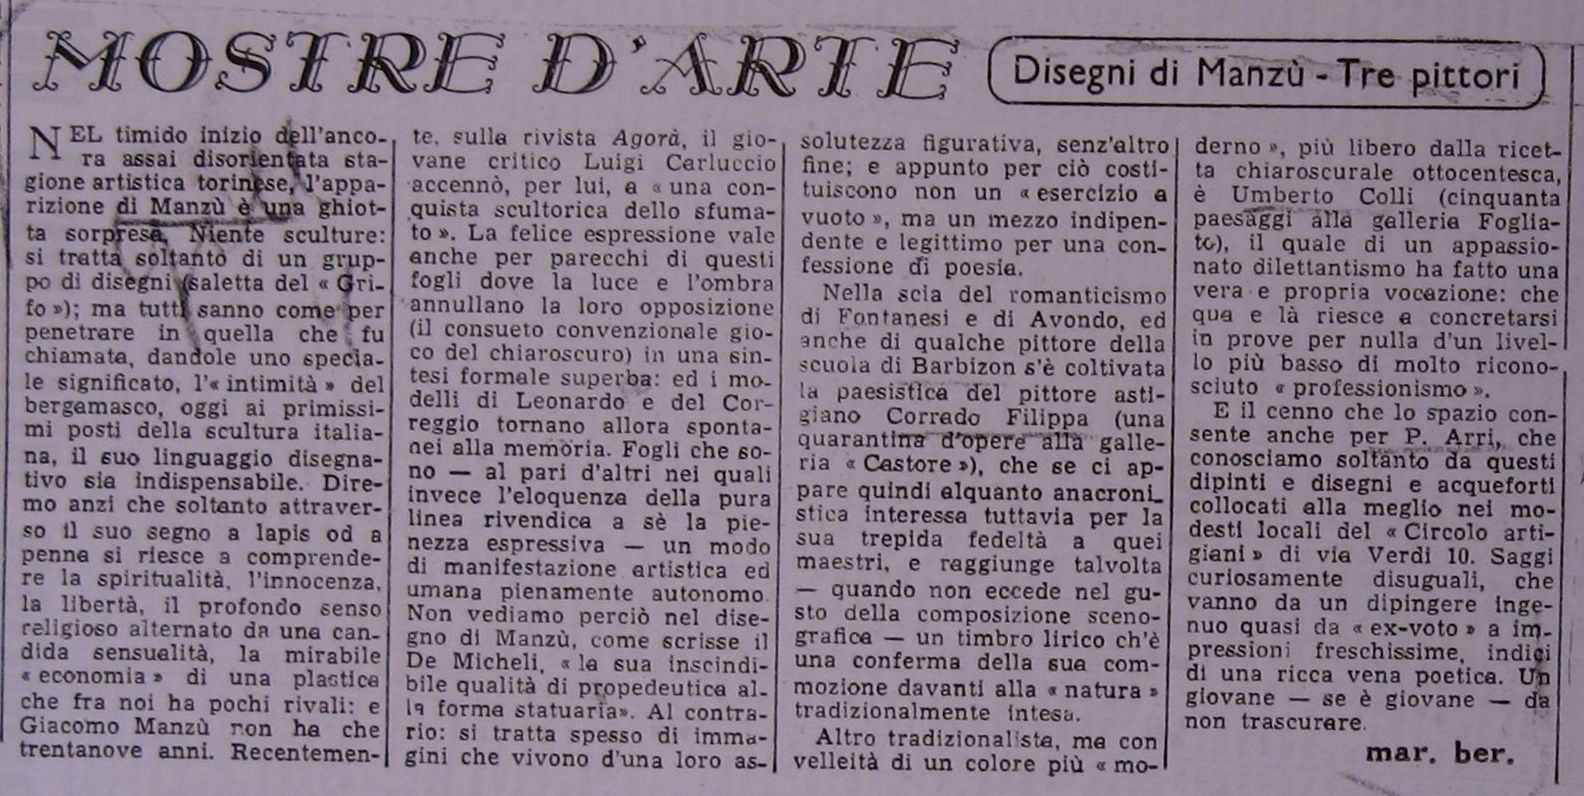 MOSTRE D'ARTE
Disegni di Manzù - Tre pittori
NEL timido inizio dell'anco-
ra assai disorientata sta-
gione artistica torinese, l'appa-
rizione di Manzù è una ghiot-
ta sorpresa. Niente sculture:
si tratta soltanto di un grup-
po di disegni (saletta del « Gri-
fo »); ma tutti sanno come per
penetrare in quella che fu
chiamata, dandole uno specia-
le significato, l'« intimità » del
bergamasco, oggi ai primissi-
mi posti della scultura italia-
na, il suo linguaggio disegna-
tivo sia indispensabile. Dire-
mo anzi che soltanto attraver-
so il suo segno a lapis od a
penna si riesce a comprende-
re la spiritualità, l'innocenza,
la libertà, il profondo senso
religioso alternato da una can-
dida sensualità, la mirabile
« economia » di una plastica
che fra noi ha pochi rivali: e
Giacomo Manzù non ha che
trentanove anni. Recentemen-
te, sulla rivista Agorà, il gio-
vane critico Luigi Carluccio
accennò, per lui, a « una con-
quista scultorica dello sfuma-
to ». La felice espressione vale
anche per parecchi di questi
fogli dove la luce e l'ombra
annullano la loro opposizione
(il consueto convenzionale gio-
co del chiaroscuro) in una sin-
tesi formale superba: ed i mo-
delli di Leonardo e del Cor-
reggio tornano allora sponta-
nei alla memoria. Fogli che so-
no — al pari d'altri nei quali
invece l'eloquenza della pura
linea rivendica a sè la pie-
nezza espressiva — un modo
di manifestazione artistica ed
umana pienamente autonomo.
Non vediamo perciò nel dise-
gno di Manzù, come scrisse il
De Micheli, « la sua inscindi-
bile qualità di propedeutica al-
la forma statuaria». Al contra-
rio: si tratta spesso di imma-
gini che vivono d'una loro as-
solutezza figurativa, senz'altro
fine; e appunto per ciò costi-
tuiscono non un « esercizio a
vuoto », ma un mezzo indipen-
dente e legittimo per una con-
fessione di poesia.
Nella scia del romanticismo
di Fontanesi e di Avondo, ed
anche di qualche pittore della
scuola di Barbizon s'è coltivata
la paesistica del pittore asti-
giano Corrado Filippa (una
quarantina d'opere alla galle-
ria « Castore »), che se ci ap-
pare quindi alquanto anacroni_
stica interessa tuttavia per la
sua trepida fedeltà a quei
maestri, e raggiunge talvolta
— quando non eccede nel gu-
sto della composizione sceno-
grafica — un timbro lirico ch'è
una conferma della sua com-
mozione davanti alla « natura »
tradizionalmente intesa.
Altro tradizionalista, ma con
velleità di un colore più « mo-
derno », più libero dalla ricet-
ta chiaroscurale ottocentesca,
è Umberto Colli (cinquanta
paesaggi alla galleria Foglia-
to), il quale di un appassio-
nato dilettantismo ha fatto una
vera e propria vocazione: che
qua e là riesce a concretarsi
in prove per nulla d'un livel-
lo più basso di molto ricono-
sciuto « professionismo ».
E il cenno che lo spazio con-
sente anche per P. Arri, che
conosciamo soltanto da questi
dipinti e disegni e acqueforti
collocati alla meglio nei mo-
desti locali del « Circolo arti-
giani » di via Verdi 10. Saggi
curiosamente disuguali, che
vanno da un dipingere inge-
nuo quasi da « ex-voto » a im-
pressioni freschissime, indici
di una ricca vena poetica. Un
giovane — se è giovane — da
non trascurare.
mar. ber.